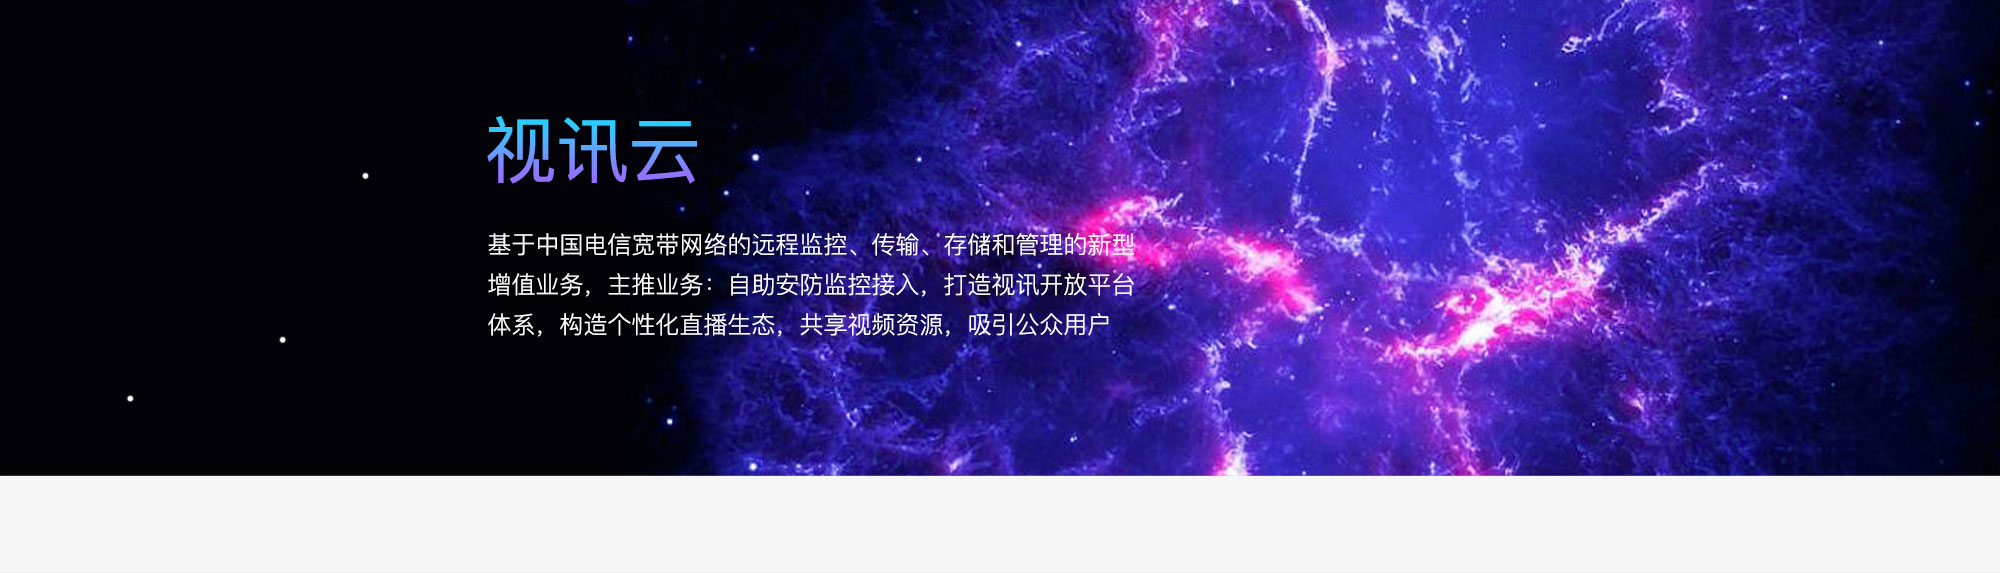 视讯云
基于中国电信宽带网络的远程监控、传输、存储和管理的新型
增值业务，主推业务：自助安防监控接入，打造视讯开放平台
体系，构造个性化直播生态，共享视频资源，吸引公众用户